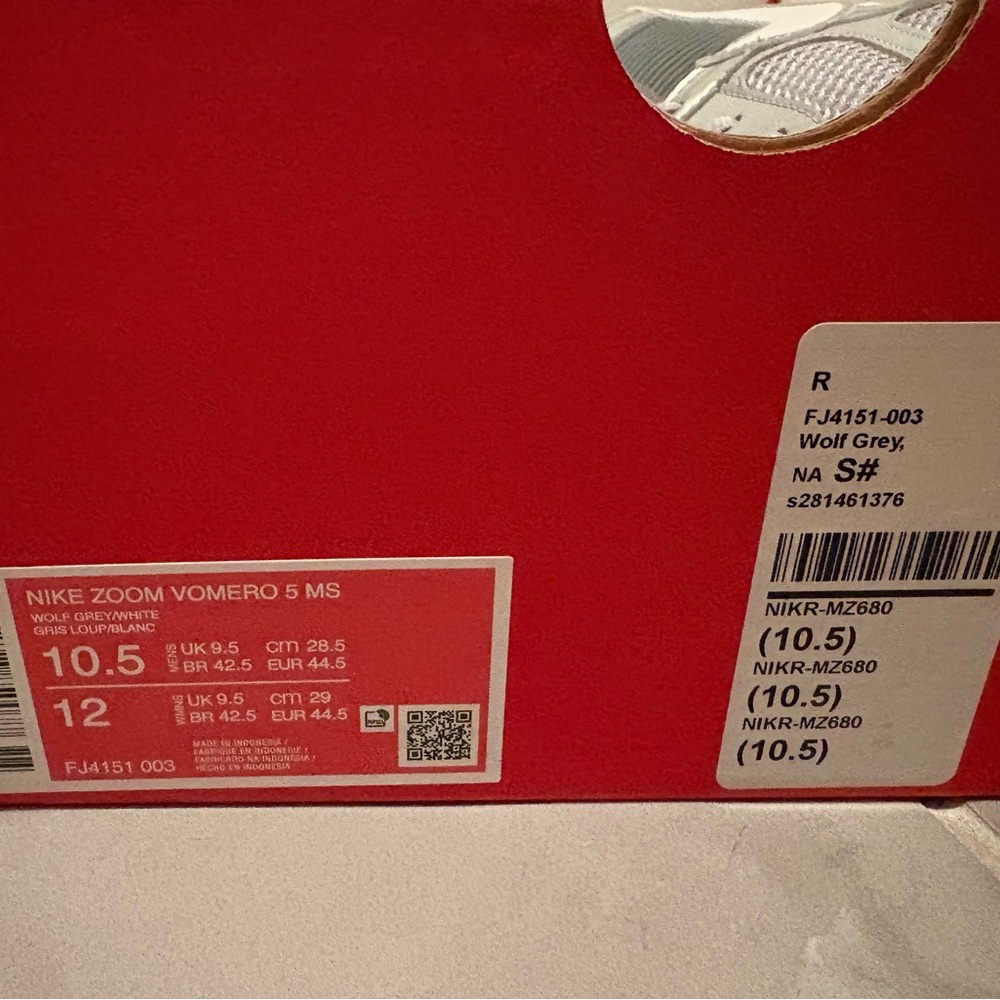 R
FJ4151-003
Wolf Grey,
NA S#
s281461376
NIKR-MZ680
(10.5)
NIKR-MZ680
(10.5)
NIKR-MZ680
(10.5)
NIKE ZOOM VOMERO 5 MS
WOLF GREY/WHITE
GRIS LOUP/BLANC
10.5 MENS UK 9.5 cm 28.5
BR 42.5 EUR 44.5
12 WMNS UK 9.5 cm 29
BR 42.5 EUR 44.5
MADE IN INDONESIA /
FABRIQUE EN INDONESIE /
FABRICADO NA INDONESIA /
HECHO EN INDONESIA
FJ4151 003